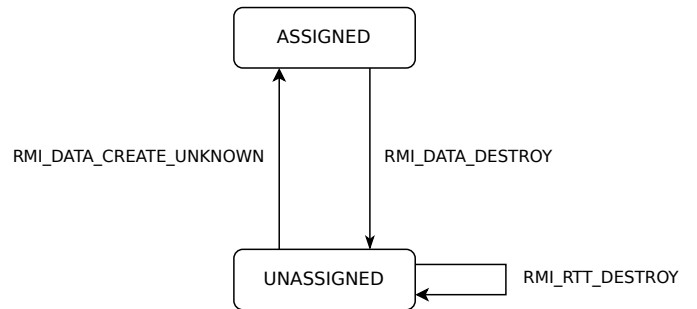 ASSIGNED
RMI_DATA_CREATE_UNKNOWN
RMI_DATA_DESTROY
UNASSIGNED
RMI_RTT_DESTROY